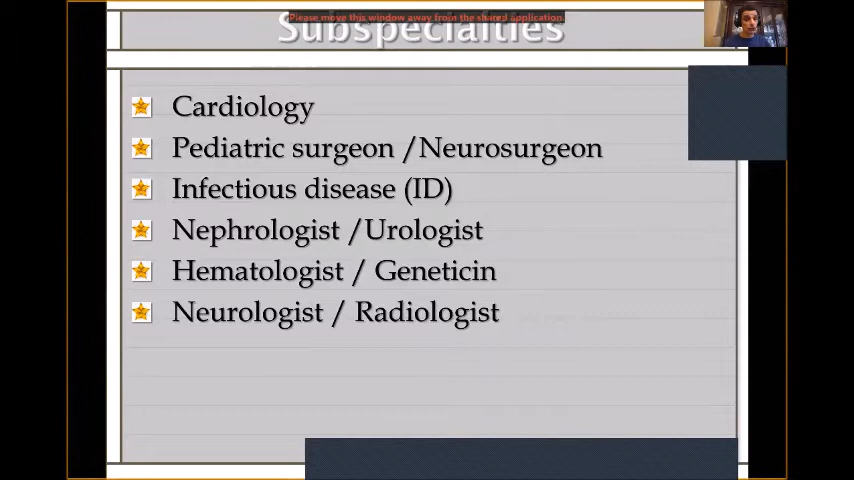 Please move this window away from the shared application.
Subspecialties
Cardiology
Pediatric surgeon /Neurosurgeon
Infectious disease (ID)
Nephrologist /Urologist
Hematologist / Geneticin
Neurologist / Radiologist